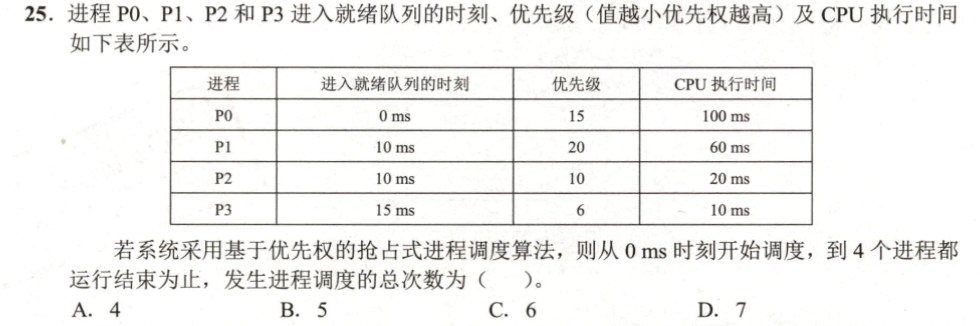 25．进程 P0、P1、P2 和 P3 进入就绪队列的时刻、优先级（值越小优先权越高）及 CPU 执行时间
如下表所示。
进程 进入就绪队列的时刻 优先级 CPU 执行时间
P0 0 ms 15 100 ms
P1 10 ms 20 60 ms
P2 10 ms 10 20 ms
P3 15 ms 6 10 ms
若系统采用基于优先权的抢占式进程调度算法，则从 0 ms 时刻开始调度，到 4 个进程都
运行结束为止，发生进程调度的总次数为（ ）。
A．4 B．5 C．6 D．7